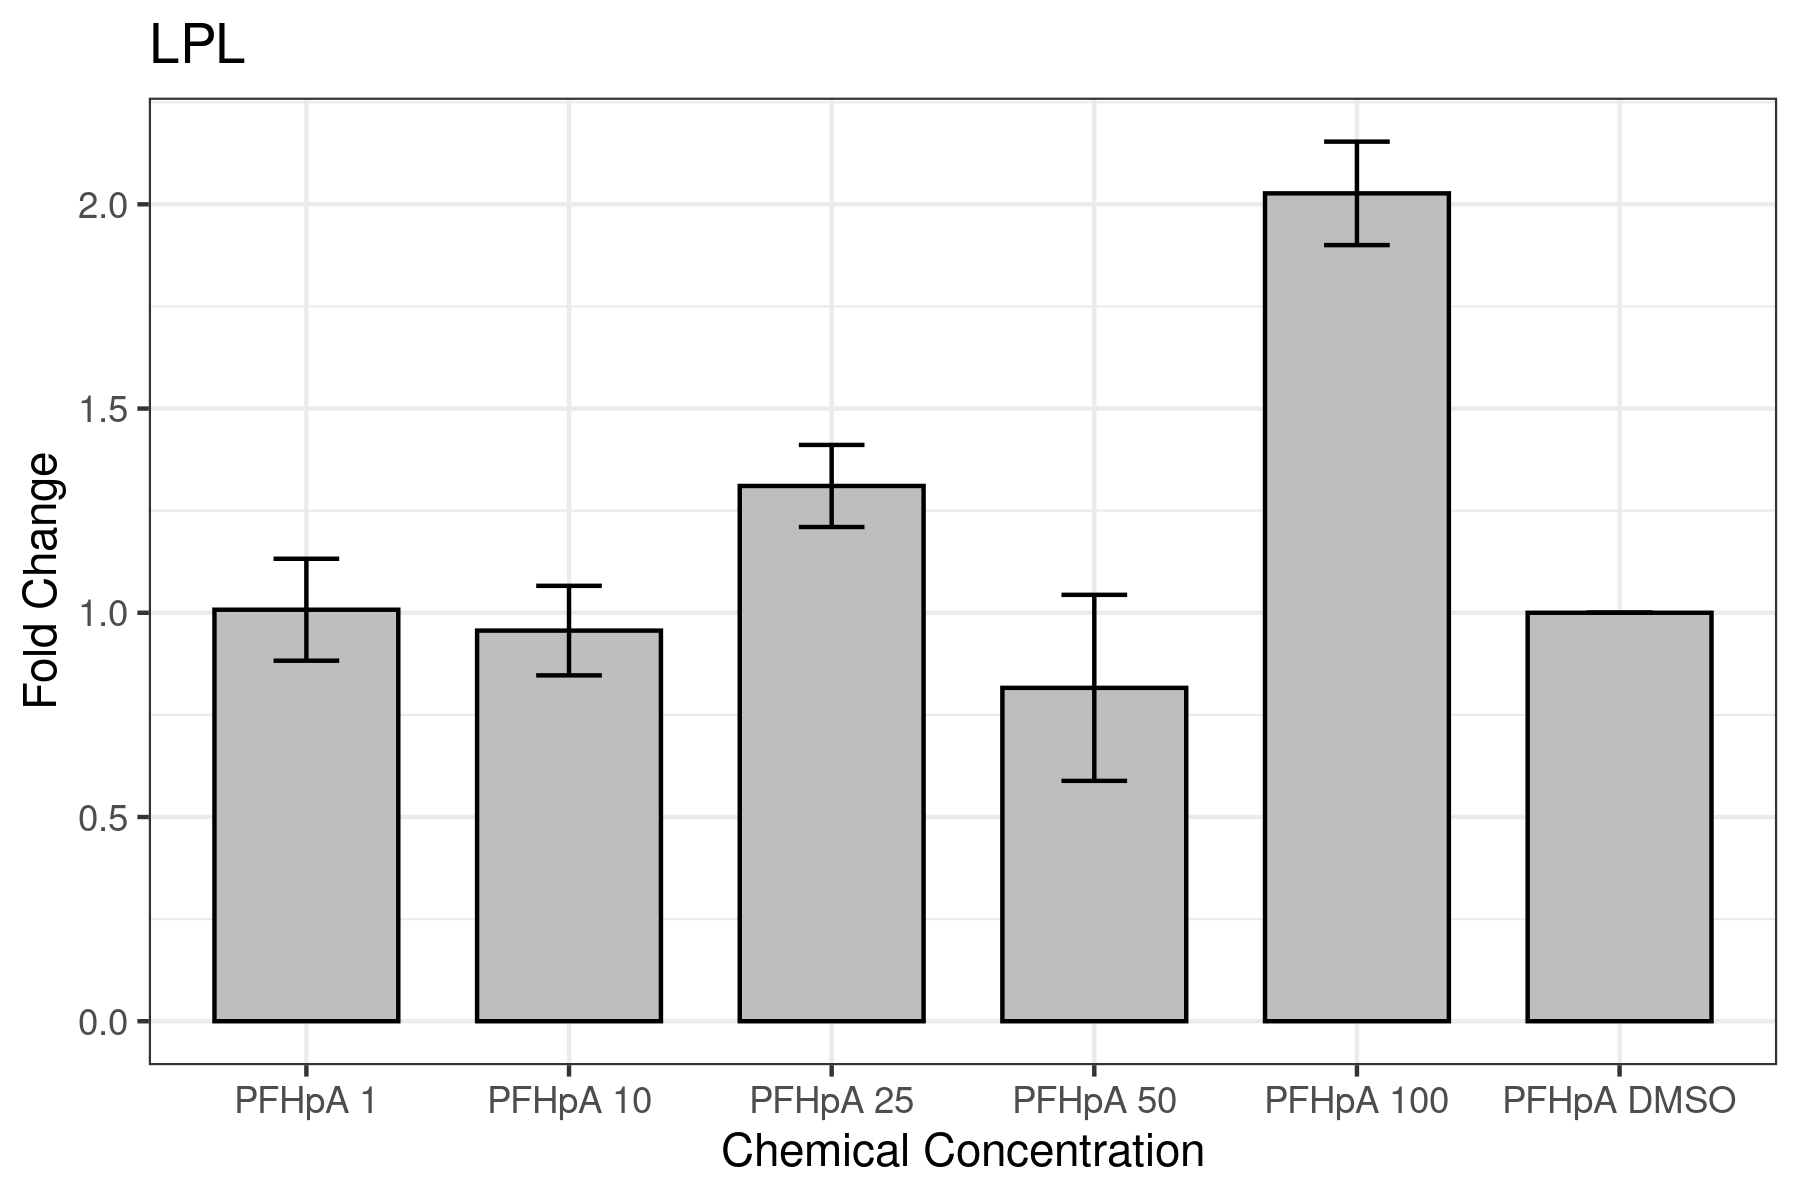 LPL
Fold Change
2.0
1.5
1.0
0.5
0.0
PFHpA 1 PFHpA 10 PFHpA 25 PFHpA 50 PFHpA 100 PFHpA DMSO
Chemical Concentration